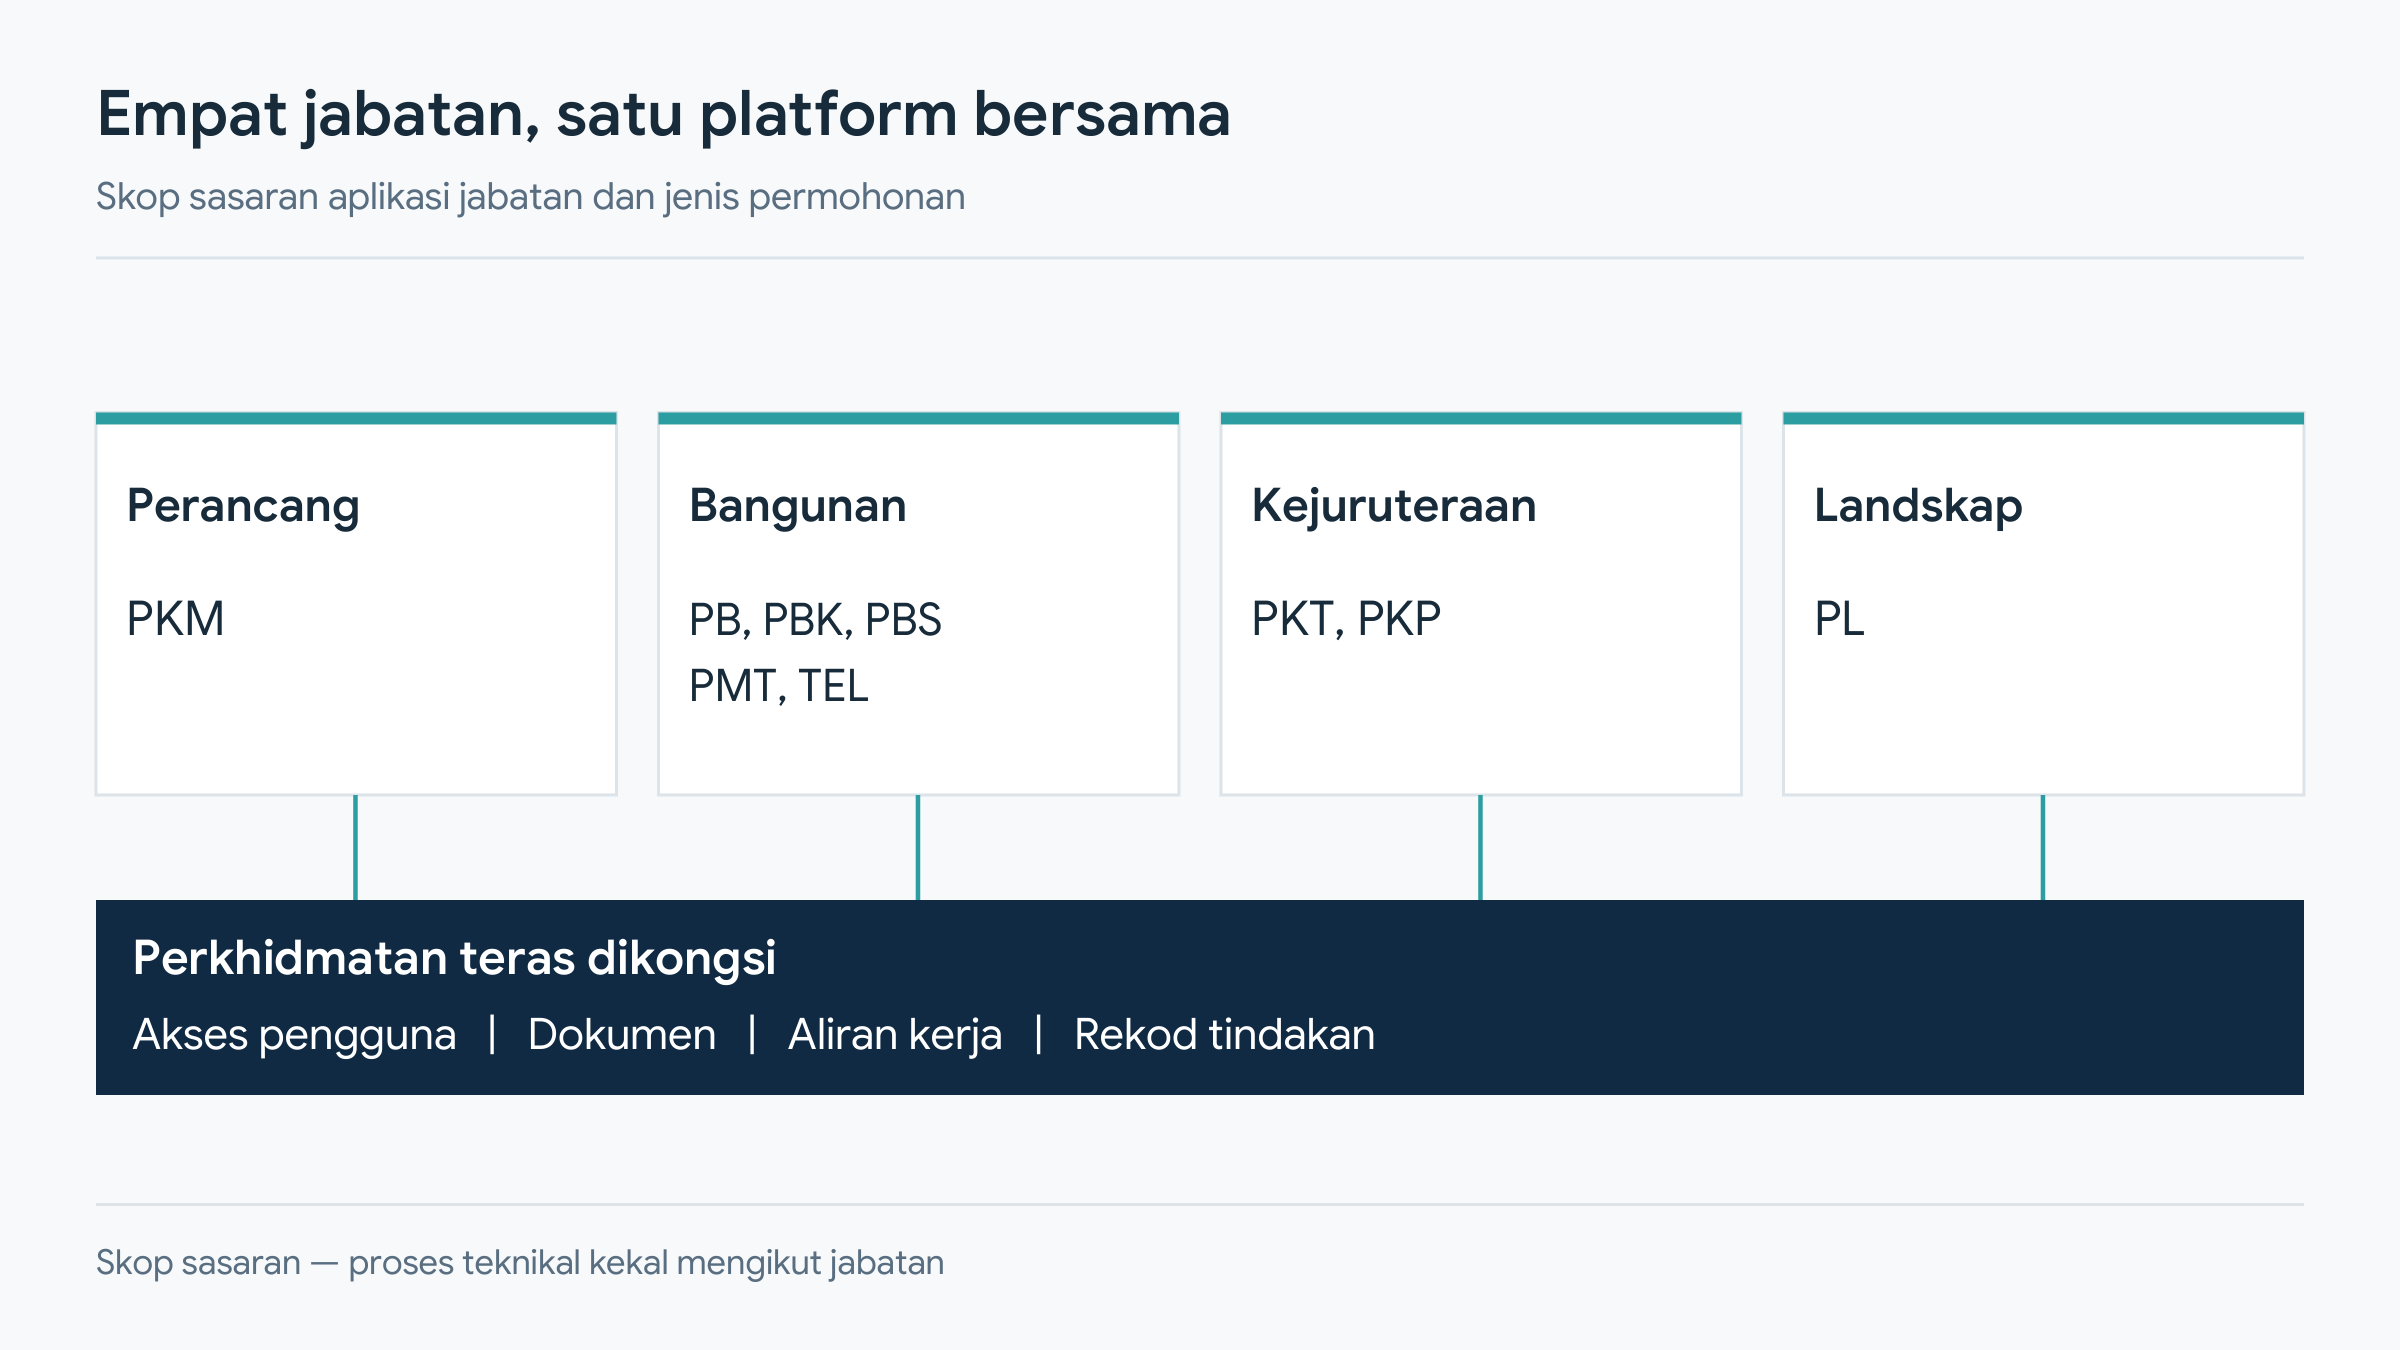 Empat jabatan, satu platform bersama
Skop sasaran aplikasi jabatan dan jenis permohonan
Perancang
PKM
Bangunan
PB, PBK, PBS
PMT, TEL
Kejuruteraan
PKT, PKP
Landskap
PL
Perkhidmatan teras dikongsi
Akses pengguna | Dokumen | Aliran kerja | Rekod tindakan
Skop sasaran — proses teknikal kekal mengikut jabatan